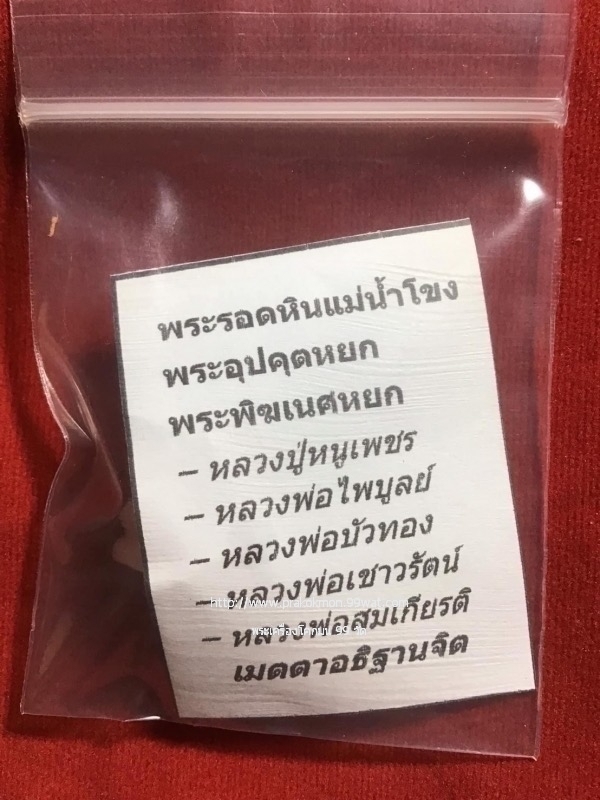 พระรอดหินแม่น้ำโขง
พระอุปคุตหยก
พระพิฆเนศหยก
– หลวงปู่หนูเพชร
– หลวงพ่อไพบูลย์
– หลวงพ่อบัวทอง
– หลวงพ่อเชาวรัตน์
– หลวงพ่อสมเกียรติ
เมตตาอธิฐานจิต